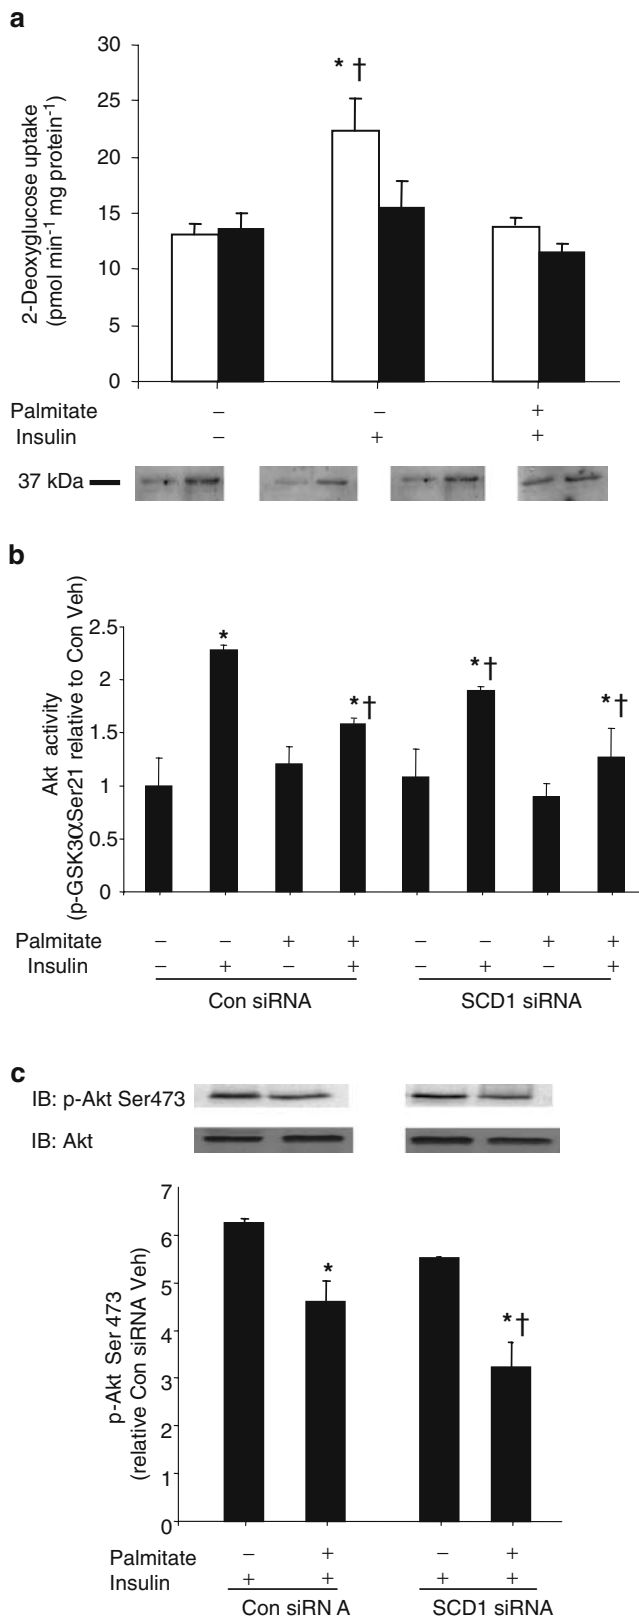 a
2-Deoxyglucose uptake
(pmol min⁻¹ mg protein⁻¹)
30
25
20
15
10
5
0
* †
Palmitate – – +
Insulin – + +
37 kDa
b
Akt activity
(p-GSK3αSer21 relative to Con Veh)
2.5
2
1.5
1
0.5
0
* *† *† *†
Palmitate – – + + – – + +
Insulin – + – + – + – +
Con siRNA SCD1 siRNA
c
IB: p-Akt Ser473
IB: Akt
p-Akt Ser 473
(relative Con siRNA Veh)
7
6
5
4
3
2
1
0
* *†
Palmitate – + – +
Insulin + + + +
Con siRN A SCD1 siRNA